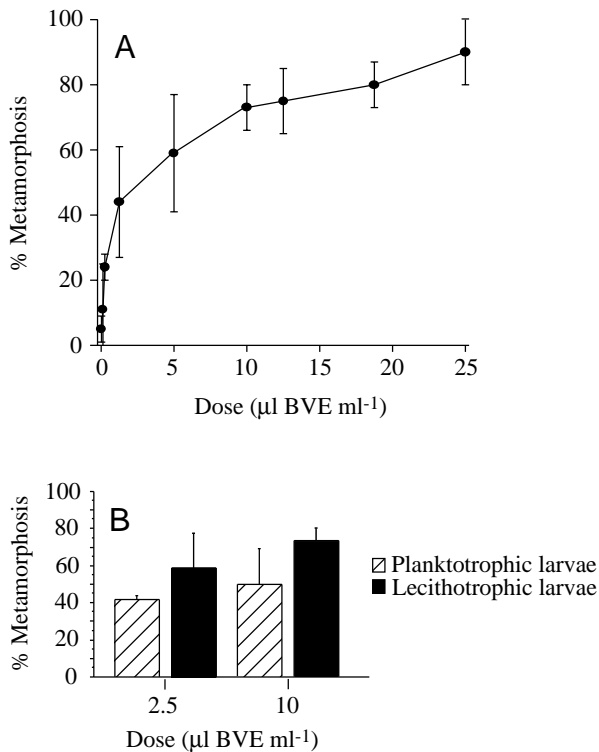 A
100
80
60
40
20
0
% Metamorphosis
0 5 10 15 20 25
Dose (µl BVE ml-1)
B
100
80
60
40
20
0
% Metamorphosis
2.5 10
Dose (µl BVE ml-1)
Planktotrophic larvae
Lecithotrophic larvae